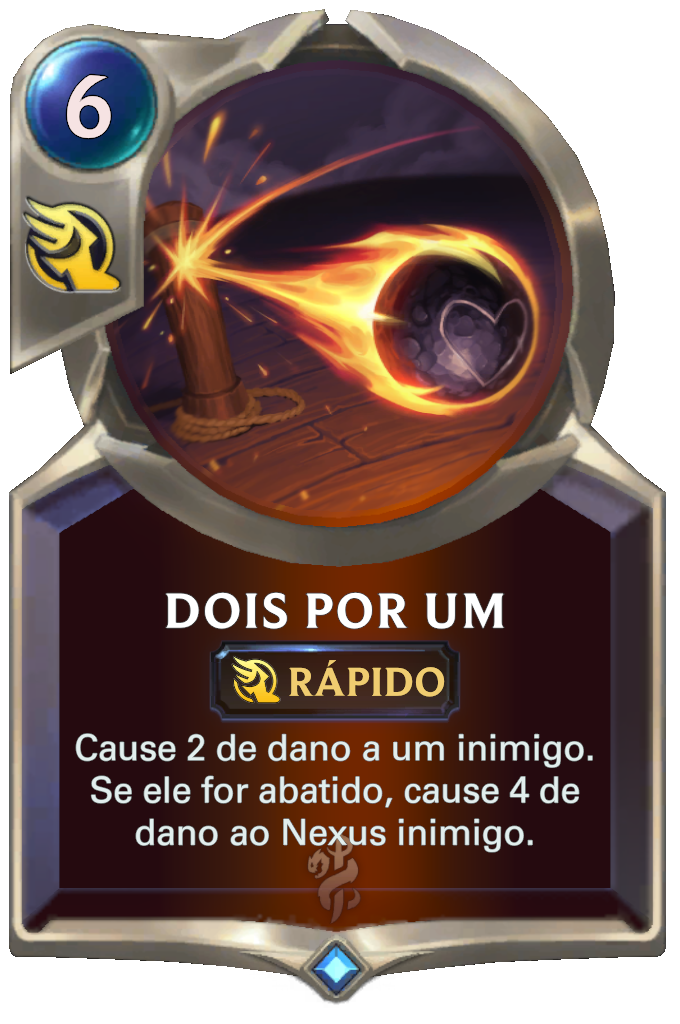 6
DOIS POR UM
RÁPIDO
Cause 2 de dano a um inimigo.
Se ele for abatido, cause 4 de
dano ao Nexus inimigo.